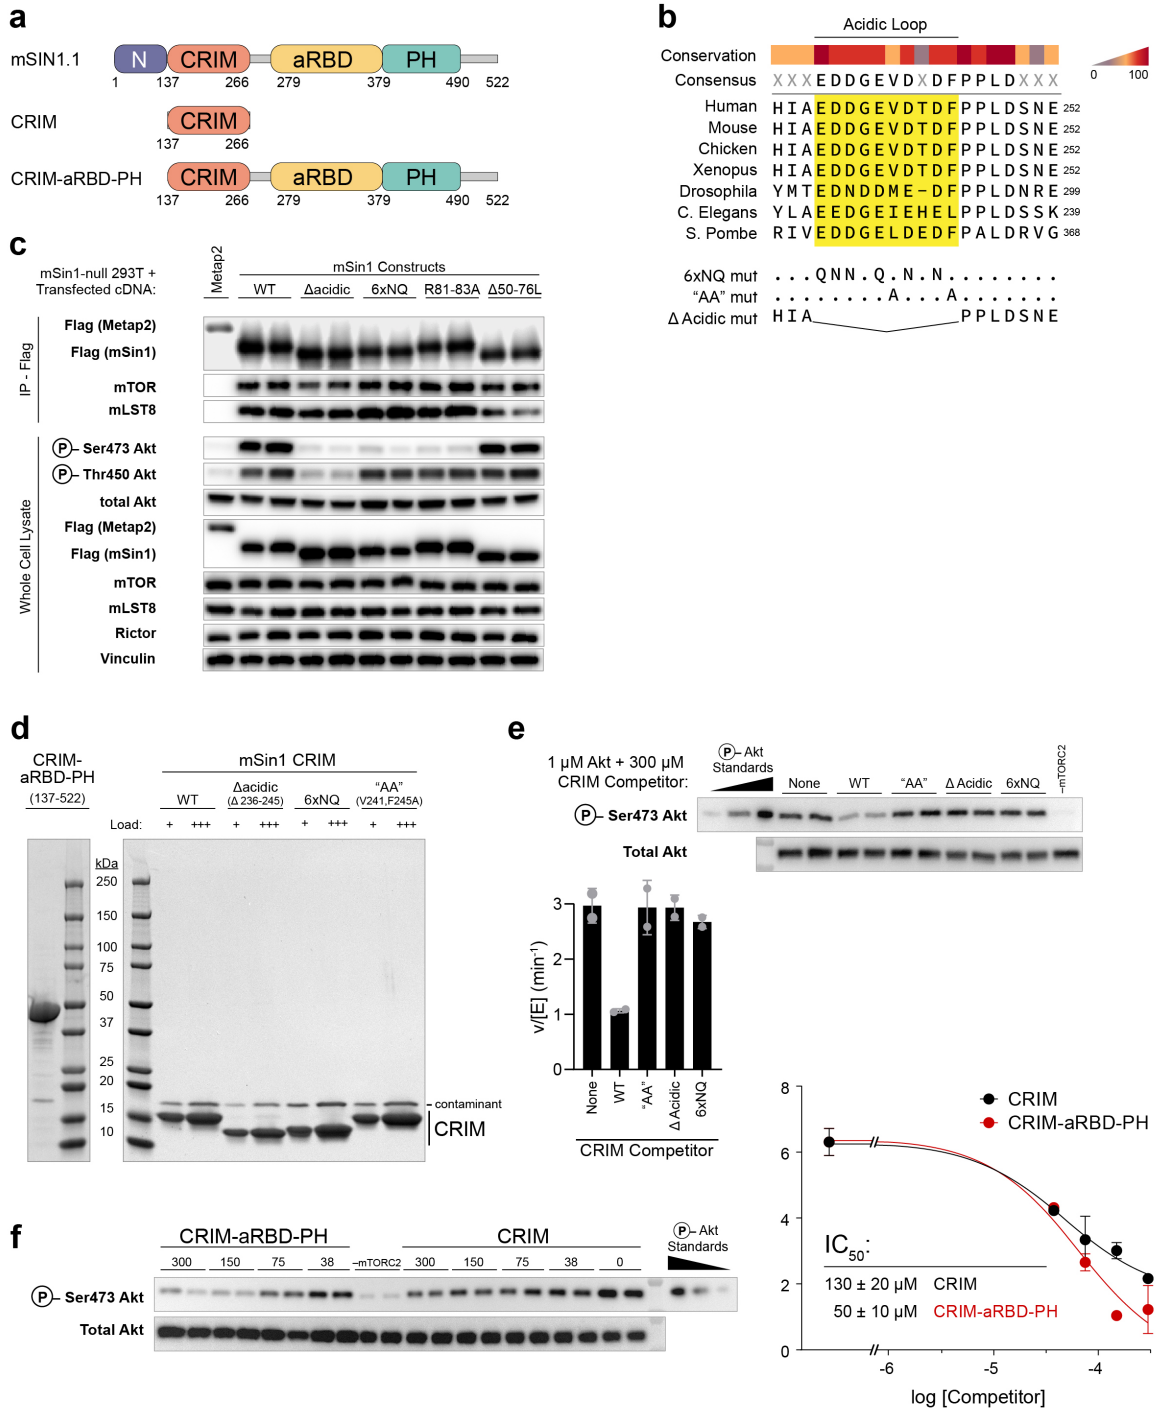 a
mSIN1.1
N CRIM aRBD PH
1 137 266 279 379 490 522
CRIM
CRIM
137 266
CRIM-aRBD-PH
CRIM aRBD PH
137 266 279 379 490 522
b
Acidic Loop
Conservation
0 100
Consensus X X X E D D G E V D X D F P P L D X X X
Human H I A E D D G E V D T D F P P L D S N E 252
Mouse H I A E D D G E V D T D F P P L D S N E 252
Chicken H I A E D D G E V D T D F P P L D S N E 252
Xenopus H I A E D D G E V D T D F P P L D S N E 252
Drosophila Y M T E D N D D M E – D F P P L D N R E 299
C. Elegans Y L A E E D G E I E H E L P P L D S S K 239
S. Pombe R I V E D D G E L D E D F P A L D R V G 368
6xNQ mut . . . Q N N . Q . N . N . . . . . . . .
“AA” mut . . . . . . . . A . . . A . . . . . . .
Δ Acidic mut H I A P P L D S N E
c
mSin1-null 293T +
Transfected cDNA:
Metap2
mSin1 Constructs
WT Δacidic 6xNQ R81-83A Δ50-76L
IP - Flag
Flag (Metap2)
Flag (mSin1)
mTOR
mLST8
Whole Cell Lysate
P – Ser473 Akt
P – Thr450 Akt
total Akt
Flag (Metap2)
Flag (mSin1)
mTOR
mLST8
Rictor
Vinculin
d
CRIM-
aRBD-PH
(137-522)
mSin1 CRIM
WT Δacidic (Δ 236-245) 6xNQ “AA” (V241,F245A)
Load: + +++ + +++ + +++ + +++
kDa
250
150
100
75
50
37
25
20
15
10
contaminant
CRIM
e
1 µM Akt + 300 µM
CRIM Competitor:
P – Akt
Standards
None WT “AA” Δ Acidic 6xNQ –mTORC2
P – Ser473 Akt
Total Akt
v/[E] (min-1)
3
2
1
0
None WT “AA” Δ Acidic 6xNQ
CRIM Competitor
f
CRIM-aRBD-PH CRIM
300 150 75 38 –mTORC2 300 150 75 38 0
P – Akt
Standards
P – Ser473 Akt
Total Akt
8
6
4
2
0
CRIM
CRIM-aRBD-PH
IC50:
130 ± 20 µM CRIM
50 ± 10 µM CRIM-aRBD-PH
-6 -5 -4
log [Competitor]